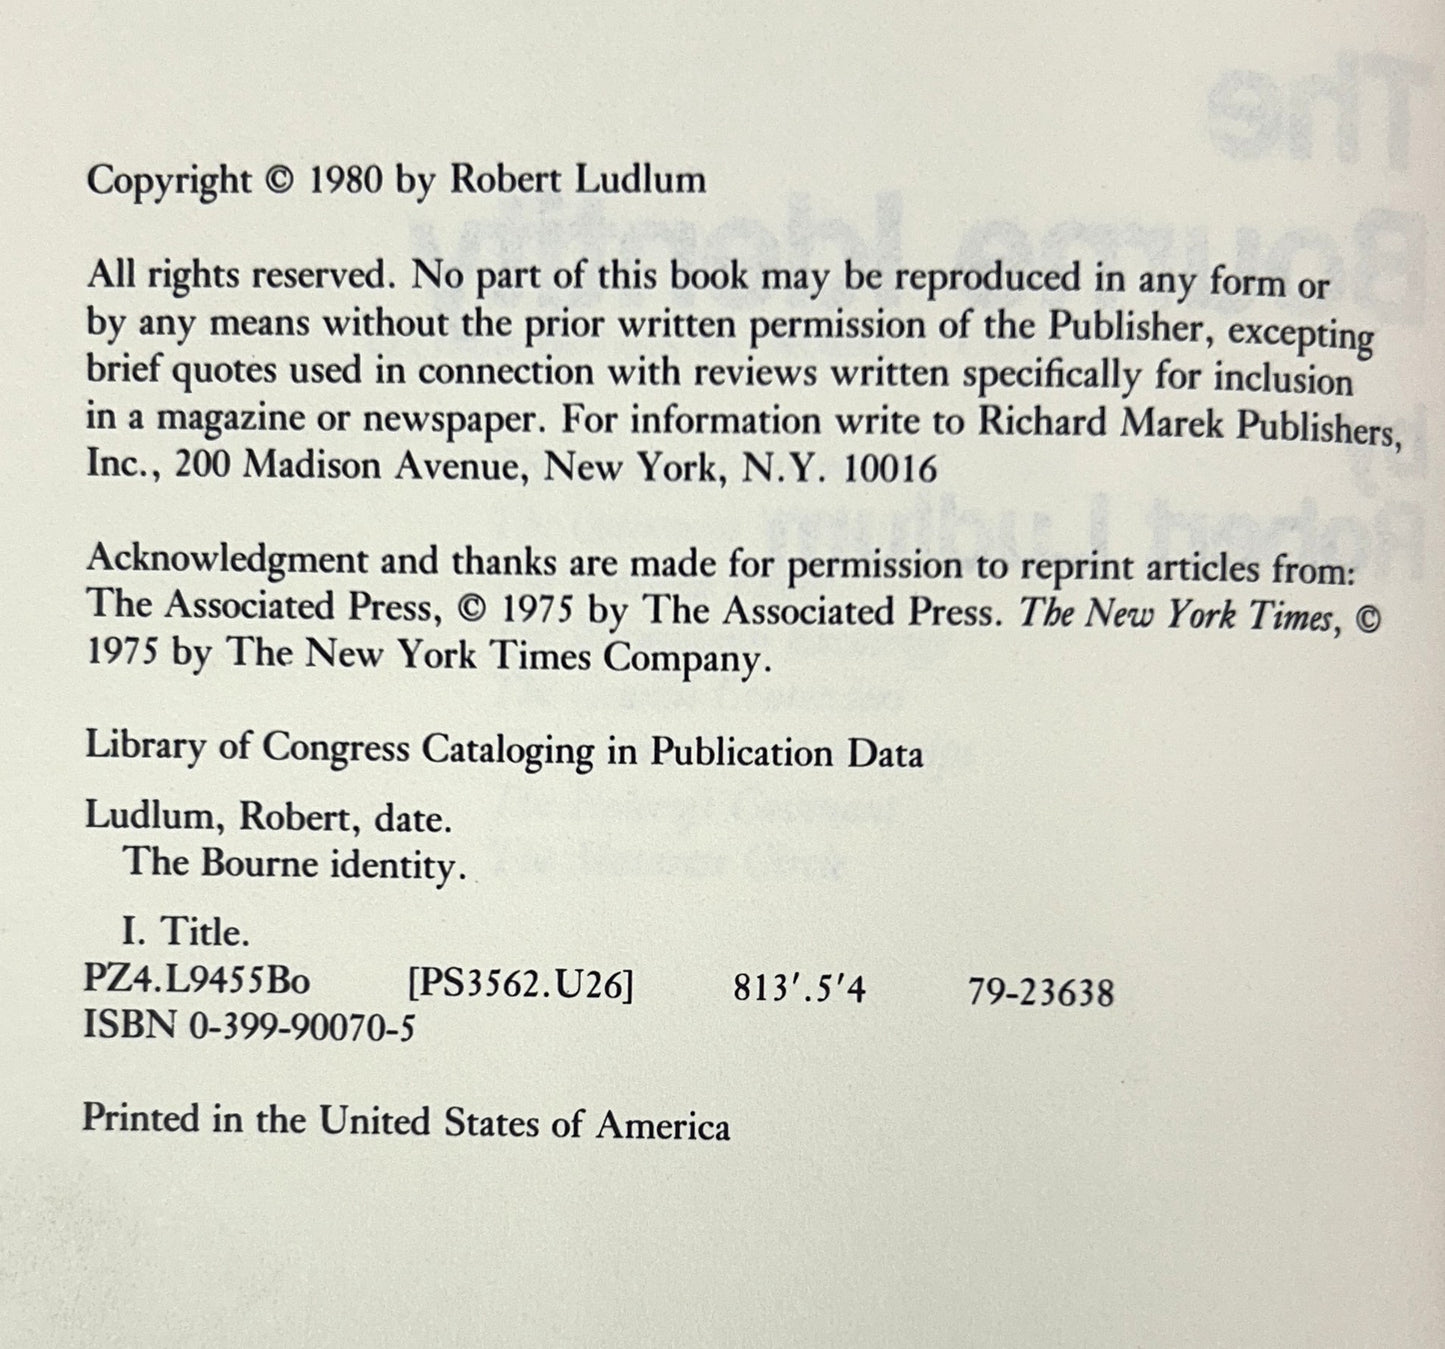 Copyright © 1980 by Robert Ludlum
All rights reserved. No part of this book may be reproduced in any form or
by any means without the prior written permission of the Publisher, excepting
brief quotes used in connection with reviews written specifically for inclusion
in a magazine or newspaper. For information write to Richard Marek Publishers,
Inc., 200 Madison Avenue, New York, N.Y. 10016
Acknowledgment and thanks are made for permission to reprint articles from:
The Associated Press, © 1975 by The Associated Press. The New York Times, ©
1975 by The New York Times Company.
Library of Congress Cataloging in Publication Data
Ludlum, Robert, date.
The Bourne identity.
I. Title.
PZ4.L9455Bo [PS3562.U26] 813'.5'4 79-23638
ISBN 0-399-90070-5
Printed in the United States of America